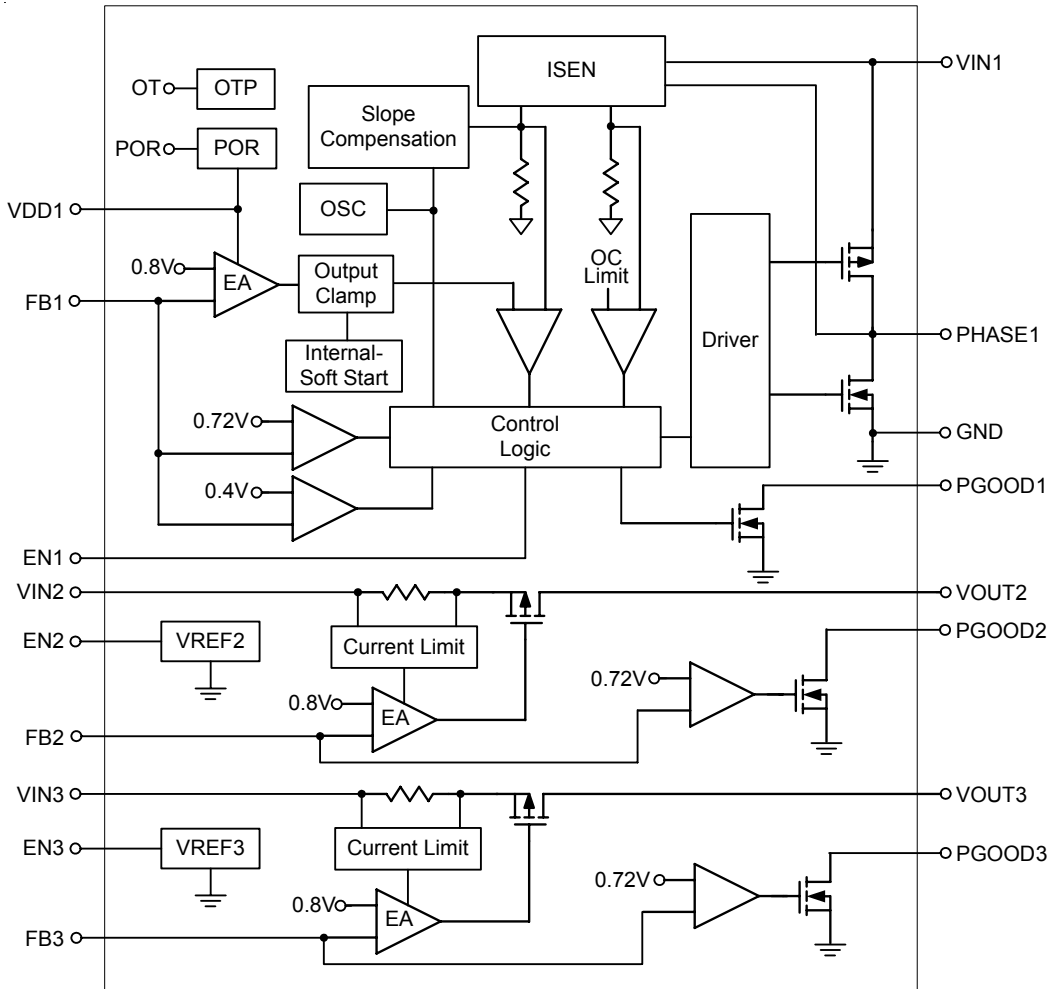 ISEN
VIN1
OT
OTP
Slope
Compensation
POR
POR
VDD1
OSC
0.8V
EA
Output
Clamp
OC
Limit
FB1
Driver
PHASE1
Internal-
Soft Start
0.72V
Control
Logic
GND
0.4V
PGOOD1
EN1
VIN2
VOUT2
EN2
VREF2
Current Limit
PGOOD2
0.8V
EA
0.72V
FB2
VIN3
VOUT3
EN3
VREF3
Current Limit
PGOOD3
0.8V
EA
0.72V
FB3